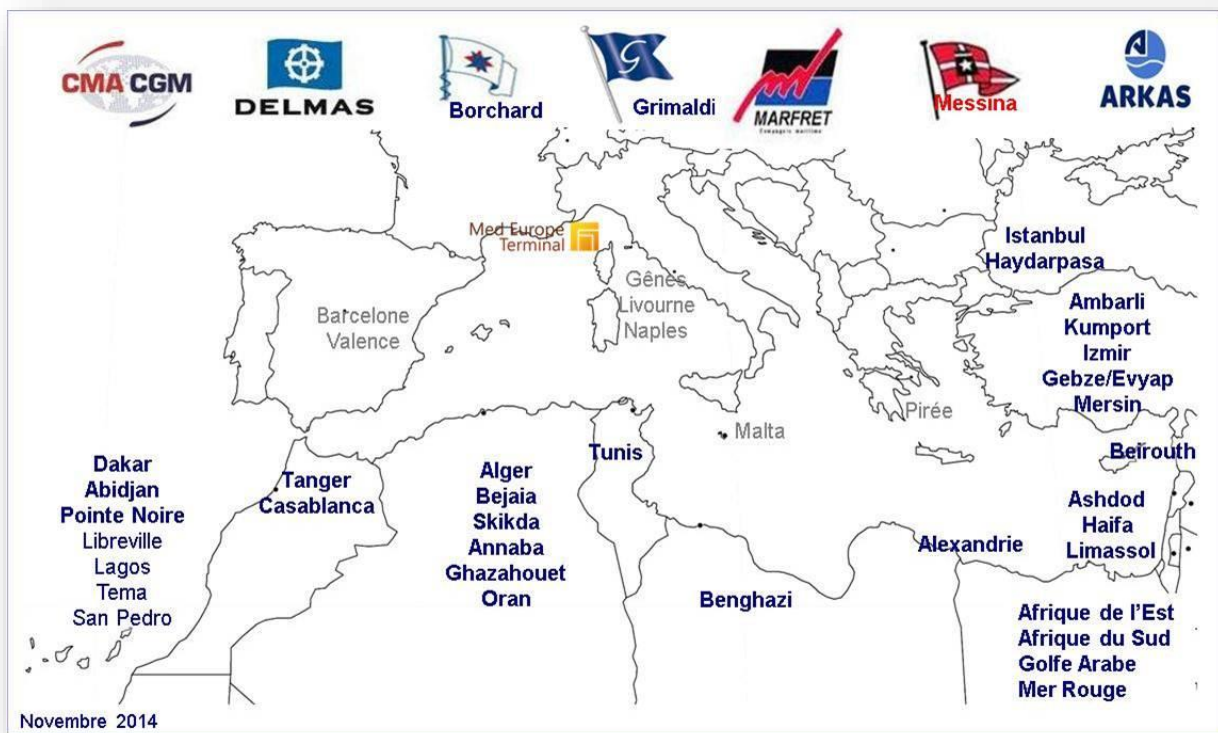 CMA CGM
DELMAS
Borchard
Grimaldi
G
MARFRET
Compagnie maritime
Messina
ARKAS
Med Europe
Terminal
Istanbul
Haydarpasa
Gênes
Livourne
Naples
Barcelone
Valence
Ambarli
Kumport
Izmir
Gebze/Evyap
Mersin
Pirée
Malta
Tunis
Beïrouth
Dakar
Abidjan
Pointe Noire
Libreville
Lagos
Tema
San Pedro
Tanger
Casablanca
Alger
Bejaia
Skikda
Annaba
Ghazahouet
Oran
Ashdod
Haifa
Limassol
Alexandrie
Benghazi
Afrique de l'Est
Afrique du Sud
Golfe Arabe
Mer Rouge
Novembre 2014